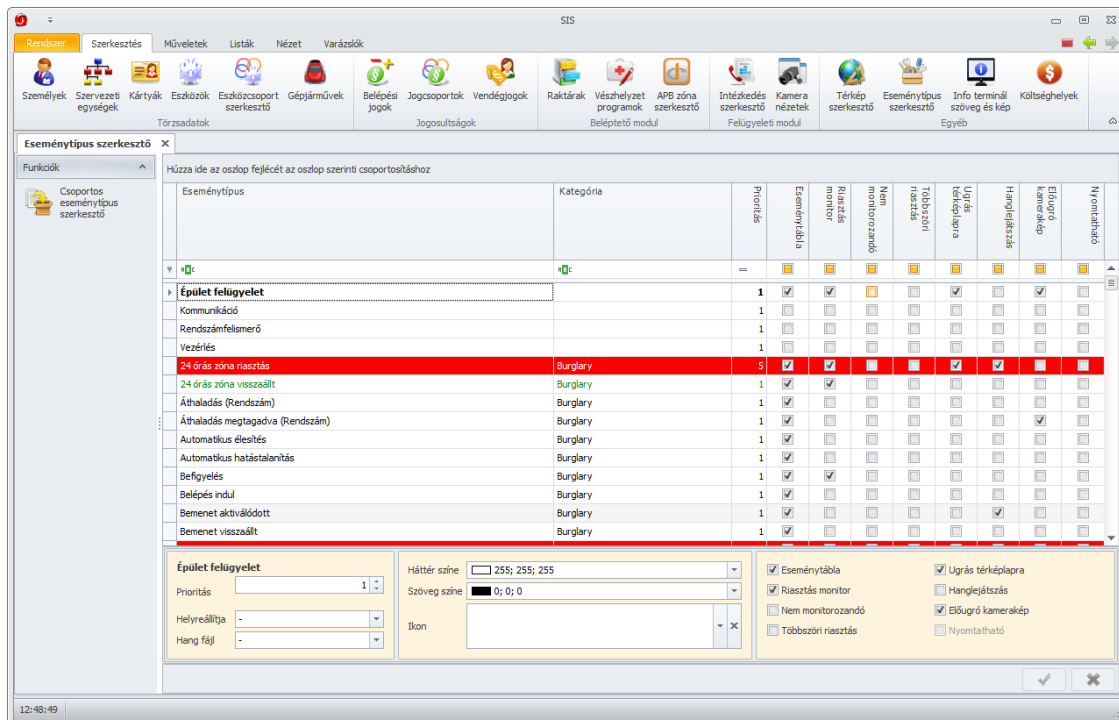 SIS
Rendszer Szerkesztés Műveletek Listák Nézet Varázslók
Személyek Szervezeti egységek Kártyák Eszközök Eszközcsoport szerkesztő Gépjárművek Belépési jogok Jogcsoportok Vendégjogok Raktárak Vészhelyzet programok APB zóna szerkesztő Intézkedés szerkesztő Kamera nézetek Térkép szerkesztő Eseménytípus szerkesztő Info terminál szöveg és kép Költséghelyek
Törzsadatok Jogosultságok Beléptető modul Felügyeleti modul Egyéb
Eseménytípus szerkesztő
Funkciók
Csoportos
eseménytípus
szerkesztő
Húzza ide az oszlop fejlécét az oszlop szerinti csoportosításhoz
Eseménytípus Kategória Prioritás Eseménytábla Riasztás monitor Nem monitorozandó Többszöri riasztás Ugrás térképlapra Hanglejátszás Előugró kamerakép Nyomtatható
=
Épület felügyelet 1
Kommunikáció 1
Rendszámfelismerő 1
Vezérlés 1
24 órás zóna riasztás Burglary 5
24 órás zóna visszaállt Burglary 1
Áthaladás (Rendszám) Burglary 1
Áthaladás megtagadva (Rendszám) Burglary 1
Automatikus élesítés Burglary 1
Automatikus hatástalanítás Burglary 1
Befigyelés Burglary 1
Belépés indul Burglary 1
Bemenet aktiválódott Burglary 1
Bemenet visszaállt Burglary 1
Épület felügyelet
Prioritás 1
Helyreállítja -
Hang fájl -
Háttér színe 255; 255; 255
Szöveg színe 0; 0; 0
Ikon
Eseménytábla Ugrás térképlapra
Riasztás monitor Hanglejátszás
Nem monitorozandó Előugró kamerakép
Többszöri riasztás Nyomtatható
12:48:49